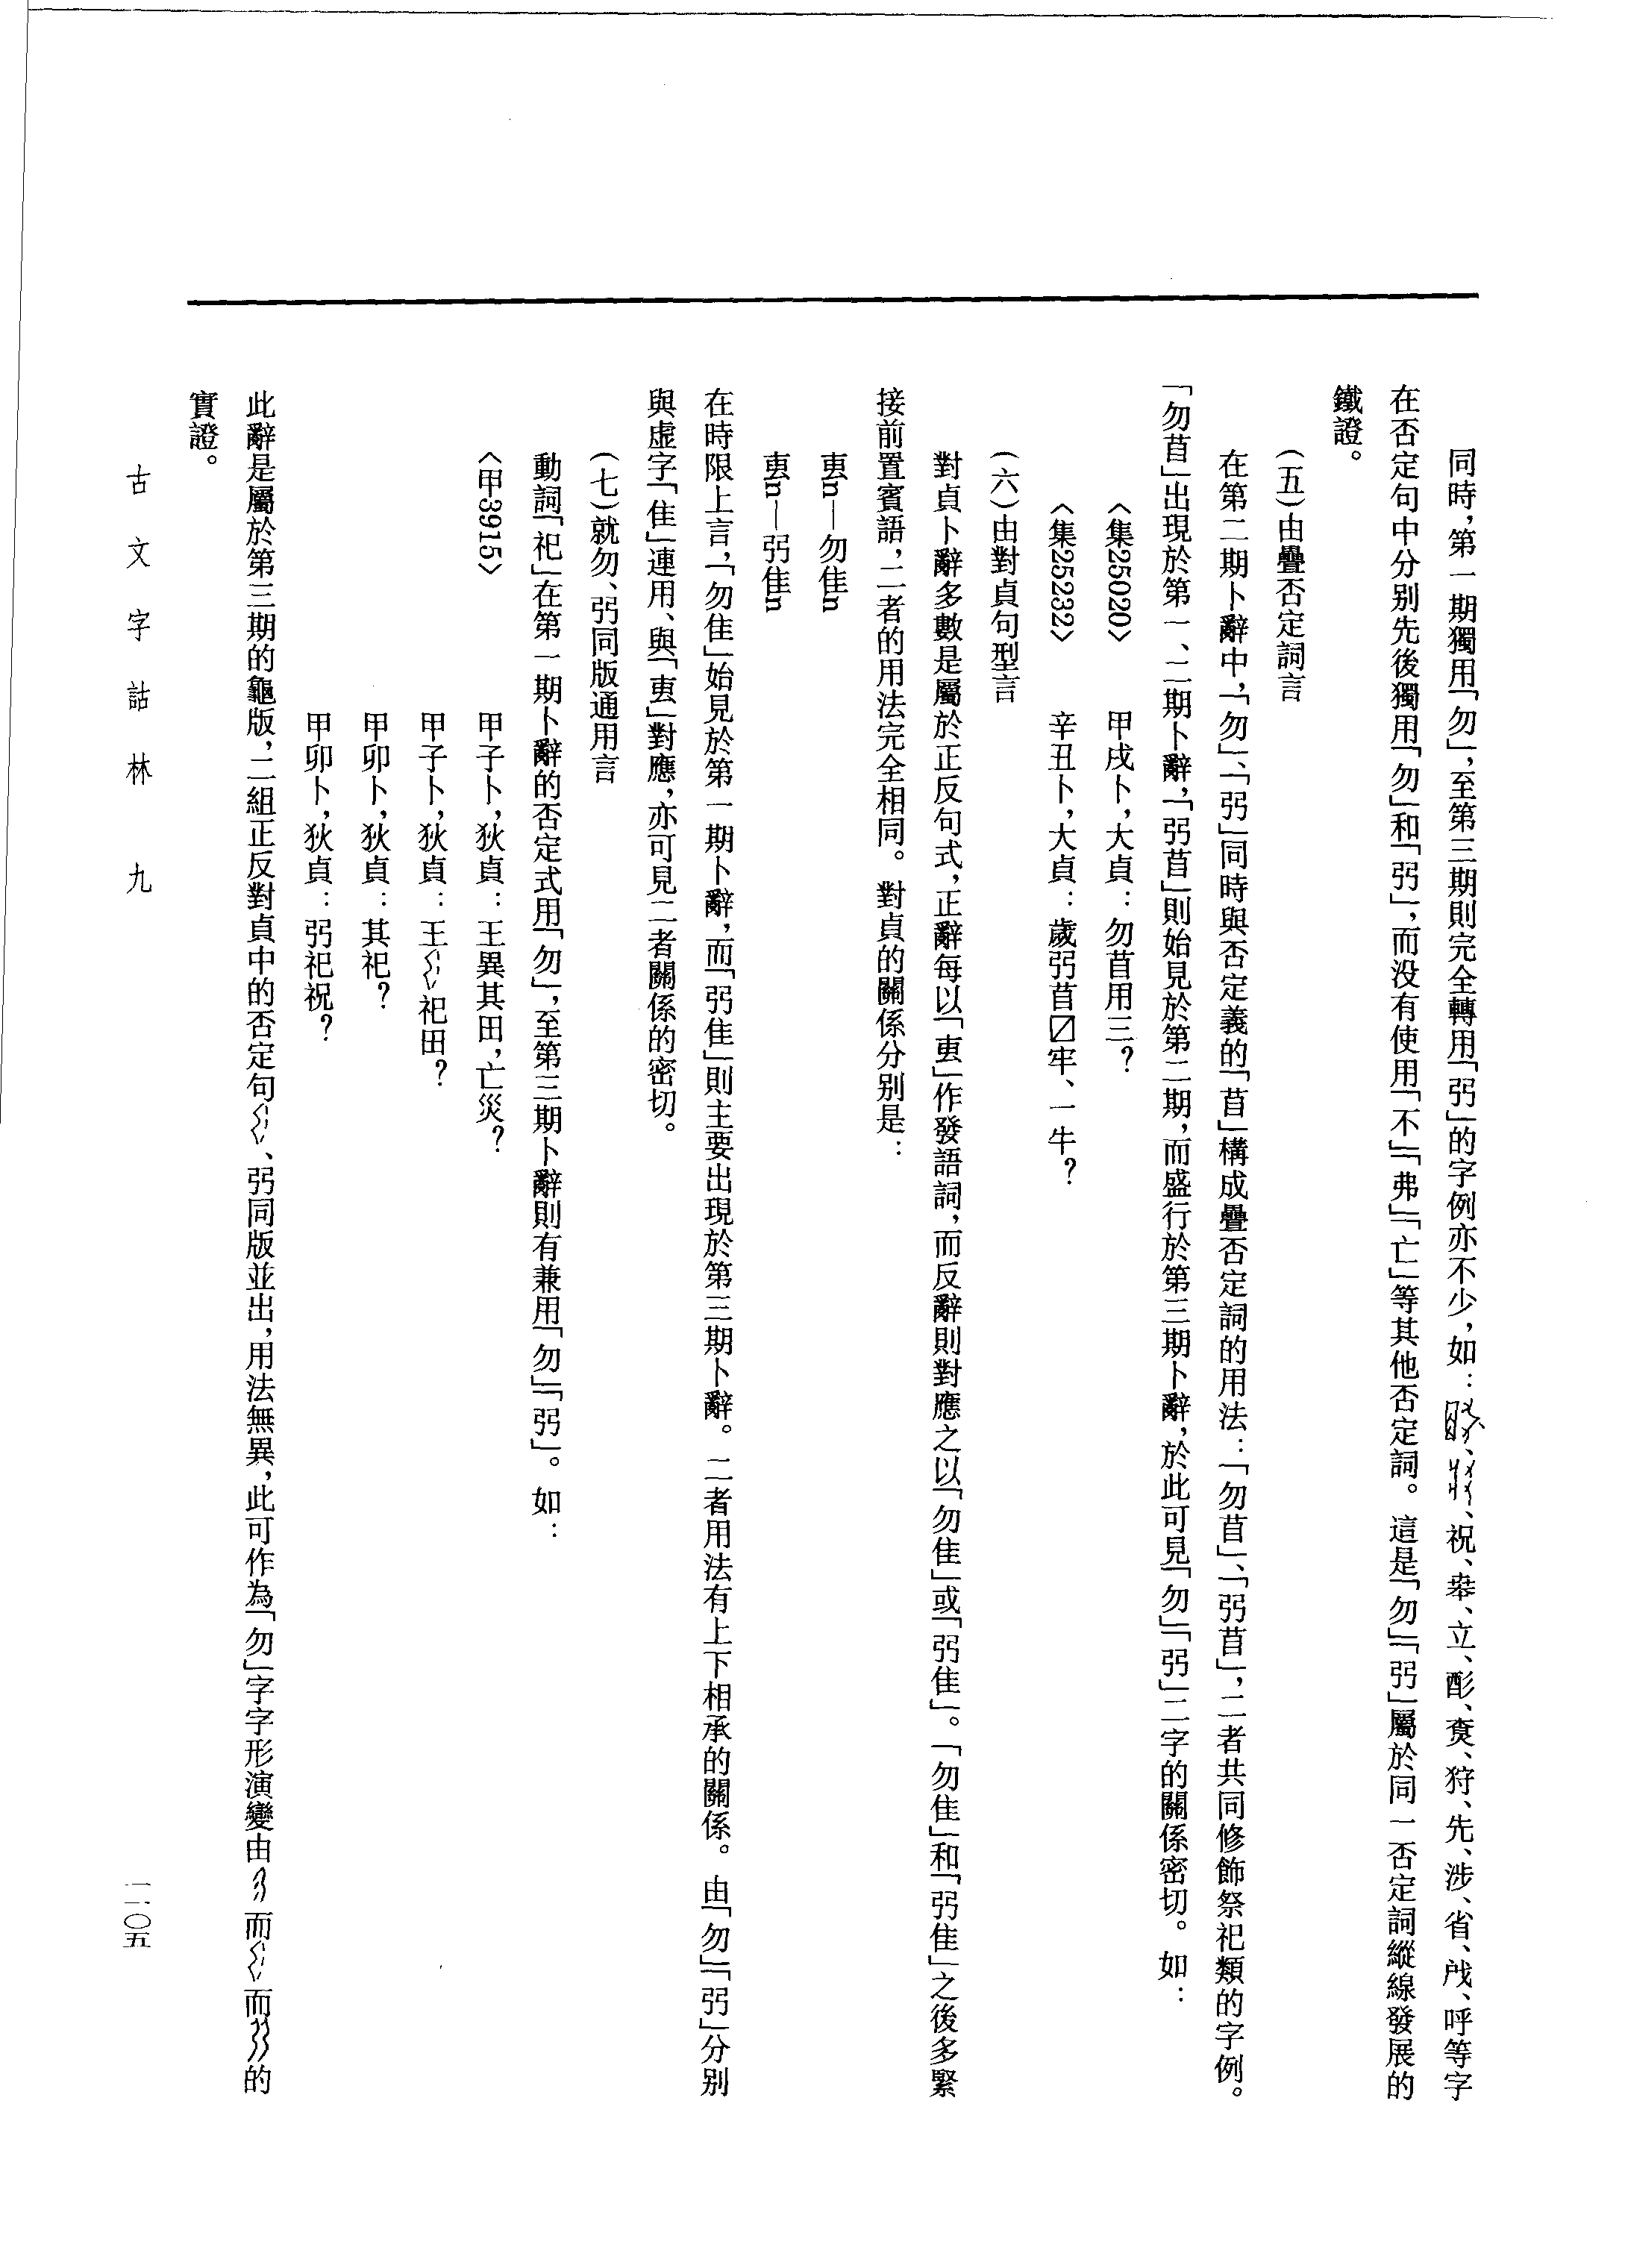 同時，第一期獨用「勿」，至第三期則完全轉用「弜」的字例亦不少，如：、、祝、𠦪、立、酌、㚔、狩、先、涉、省、戌、呼等字
在否定句中分别先後獨用「勿」和「弜」，而没有使用「不」「弗」「亡」等其他否定詞。這是「勿」「弜」屬於同一否定詞縱線發展的
鐵證。
(五)由疊否定詞言
在第二期卜辭中，「勿」、「弜」同時與否定義的「苜」構成疊否定詞的用法：「勿苜」、「弜苜」，二者共同修飾祭祀類的字例。
「勿苜」出現於第一、二期卜辭，「弜苜」則始見於第二期，而盛行於第三期卜辭，於此可見「勿」「弜」二字的關係密切。如：
〈集25020〉 甲戌卜，大貞：勿苜用三？
〈集25232〉 辛丑卜，大貞：歲弜苜☑牢、一牛？
(六)由對貞句型言
對貞卜辭多數是屬於正反句式，正辭每以「叀」作發語詞，而反辭則對應之以「勿隹」或「弜隹」。「勿隹」和「弜隹」之後多緊
接前置賓語，二者的用法完全相同。對貞的關係分别是：
叀n—勿隹n
叀n—弜隹n
在時限上言，「勿隹」始見於第一期卜辭，而「弜隹」則主要出現於第三期卜辭。二者用法有上下相承的關係。由「勿」「弜」分别
與虚字「隹」連用、與「叀」對應，亦可見二者關係的密切。
(七)就勿、弜同版通用言
動詞「祀」在第一期卜辭的否定式用「勿」，至第三期卜辭則有兼用「勿」「弜」。如：
〈甲3915〉 甲子卜，狄貞：王異其田，亡災？
甲子卜，狄貞：王祀田？
甲卯卜，狄貞：其祀？
甲卯卜，狄貞：弜祀祝？
此辭是屬於第三期的龜版，二組正反對貞中的否定句、弜同版並出，用法無異，此可作為「勿」字字形演變由而而的
實證。
古文字詁林 九
一一〇五